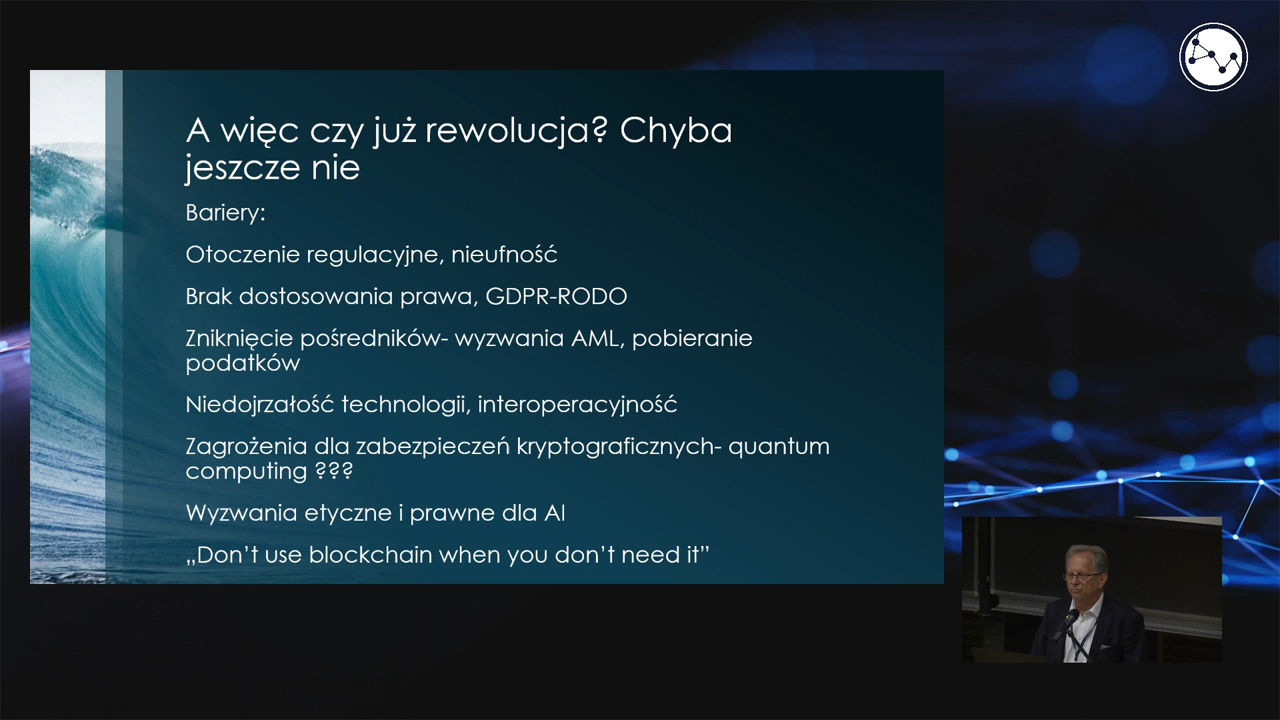 A więc czy już rewolucja? Chyba
jeszcze nie
Bariery:
Otoczenie regulacyjne, nieufność
Brak dostosowania prawa, GDPR-RODO
Zniknięcie pośredników- wyzwania AML, pobieranie
podatków
Niedojrzałość technologii, interoperacyjność
Zagrożenia dla zabezpieczeń kryptograficznych- quantum
computing ???
Wyzwania etyczne i prawne dla AI
„Don’t use blockchain when you don’t need it”